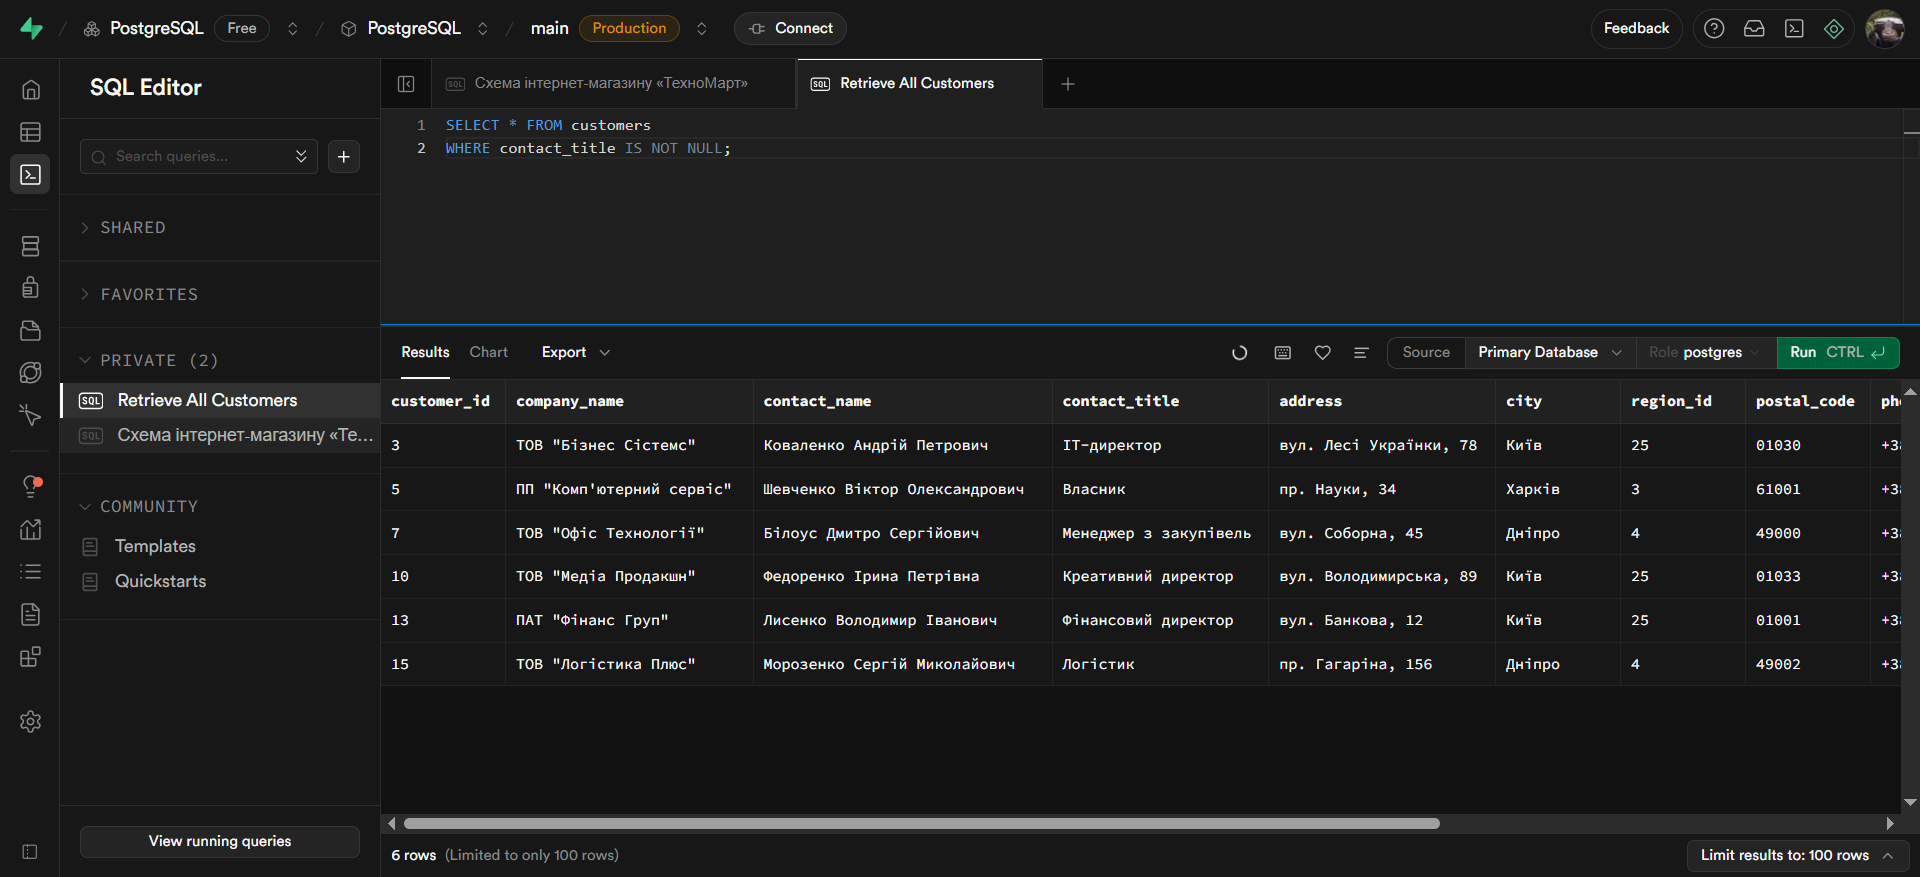 PostgreSQL Free PostgreSQL main Production Connect Feedback
SQL Editor
Search queries...
SHARED
FAVORITES
PRIVATE (2)
SQL Retrieve All Customers
SQL Схема інтернет-магазину «Те...
COMMUNITY
Templates
Quickstarts
View running queries
SQL Схема інтернет-магазину «ТехноМарт»
SQL Retrieve All Customers
1 SELECT * FROM customers
2 WHERE contact_title IS NOT NULL;
Results Chart Export Source Primary Database Role postgres Run CTRL
customer_id company_name contact_name contact_title address city region_id postal_code pho
3 ТОВ "Бізнес Сістемс" Коваленко Андрій Петрович ІТ-директор вул. Лесі Українки, 78 Київ 25 01030 +38
5 ПП "Комп'ютерний сервіс" Шевченко Віктор Олександрович Власник пр. Науки, 34 Харків 3 61001 +38
7 ТОВ "Офіс Технології" Білоус Дмитро Сергійович Менеджер з закупівель вул. Соборна, 45 Дніпро 4 49000 +38
10 ТОВ "Медіа Продакшн" Федоренко Ірина Петрівна Креативний директор вул. Володимирська, 89 Київ 25 01033 +38
13 ПАТ "Фінанс Груп" Лисенко Володимир Іванович Фінансовий директор вул. Банкова, 12 Київ 25 01001 +38
15 ТОВ "Логістика Плюс" Морозенко Сергій Миколайович Логістик пр. Гагаріна, 156 Дніпро 4 49002 +38
6 rows (Limited to only 100 rows)
Limit results to: 100 rows